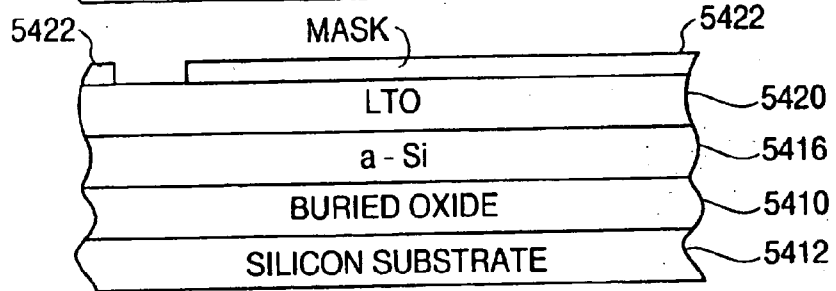 5422 MASK 5422
LTO 5420
a - Si 5416
BURIED OXIDE 5410
SILICON SUBSTRATE 5412